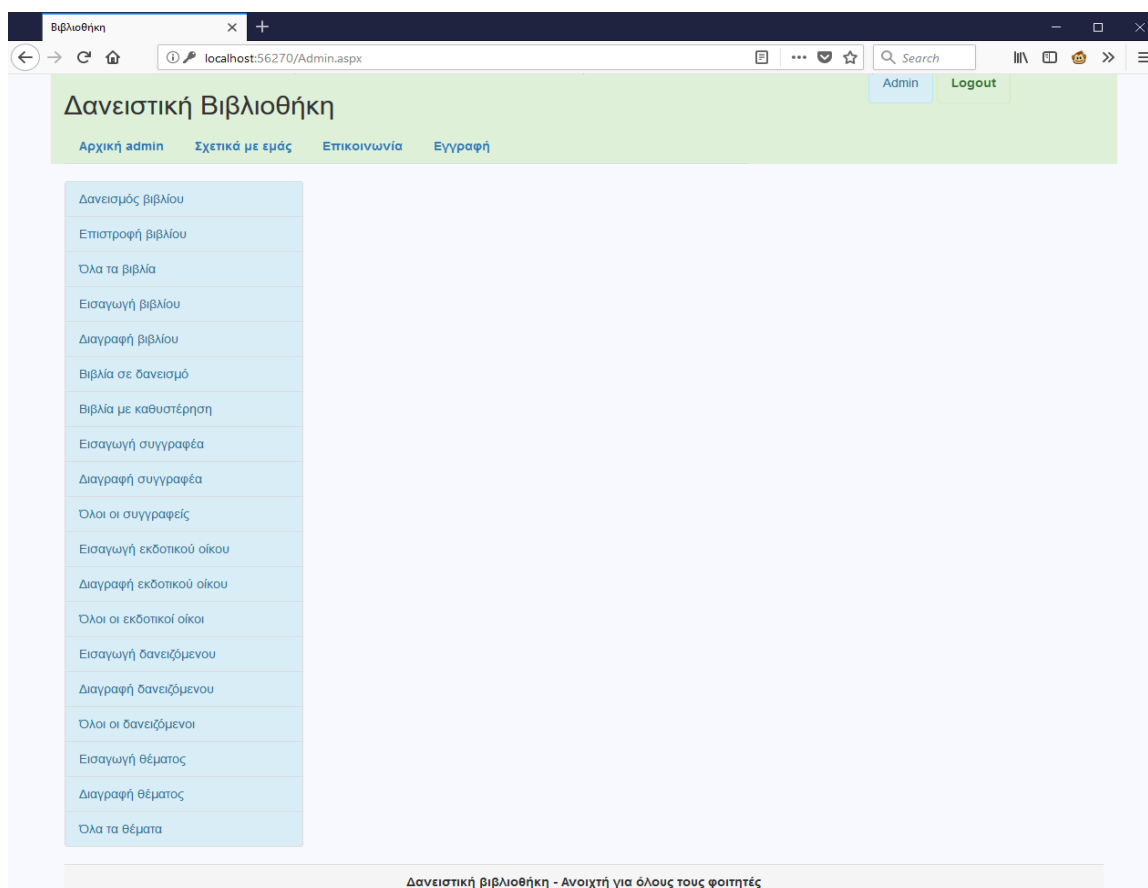 Βιβλιοθήκη
localhost:56270/Admin.aspx
Search
Admin
Logout
Δανειστική Βιβλιοθήκη
Αρχική admin Σχετικά με εμάς Επικοινωνία Εγγραφή
Δανεισμός βιβλίου
Επιστροφή βιβλίου
Όλα τα βιβλία
Εισαγωγή βιβλίου
Διαγραφή βιβλίου
Βιβλία σε δανεισμό
Βιβλία με καθυστέρηση
Εισαγωγή συγγραφέα
Διαγραφή συγγραφέα
Όλοι οι συγγραφείς
Εισαγωγή εκδοτικού οίκου
Διαγραφή εκδοτικού οίκου
Όλοι οι εκδοτικοί οίκοι
Εισαγωγή δανειζόμενου
Διαγραφή δανειζόμενου
Όλοι οι δανειζόμενοι
Εισαγωγή θέματος
Διαγραφή θέματος
Όλα τα θέματα
Δανειστική βιβλιοθήκη - Ανοιχτή για όλους τους φοιτητές